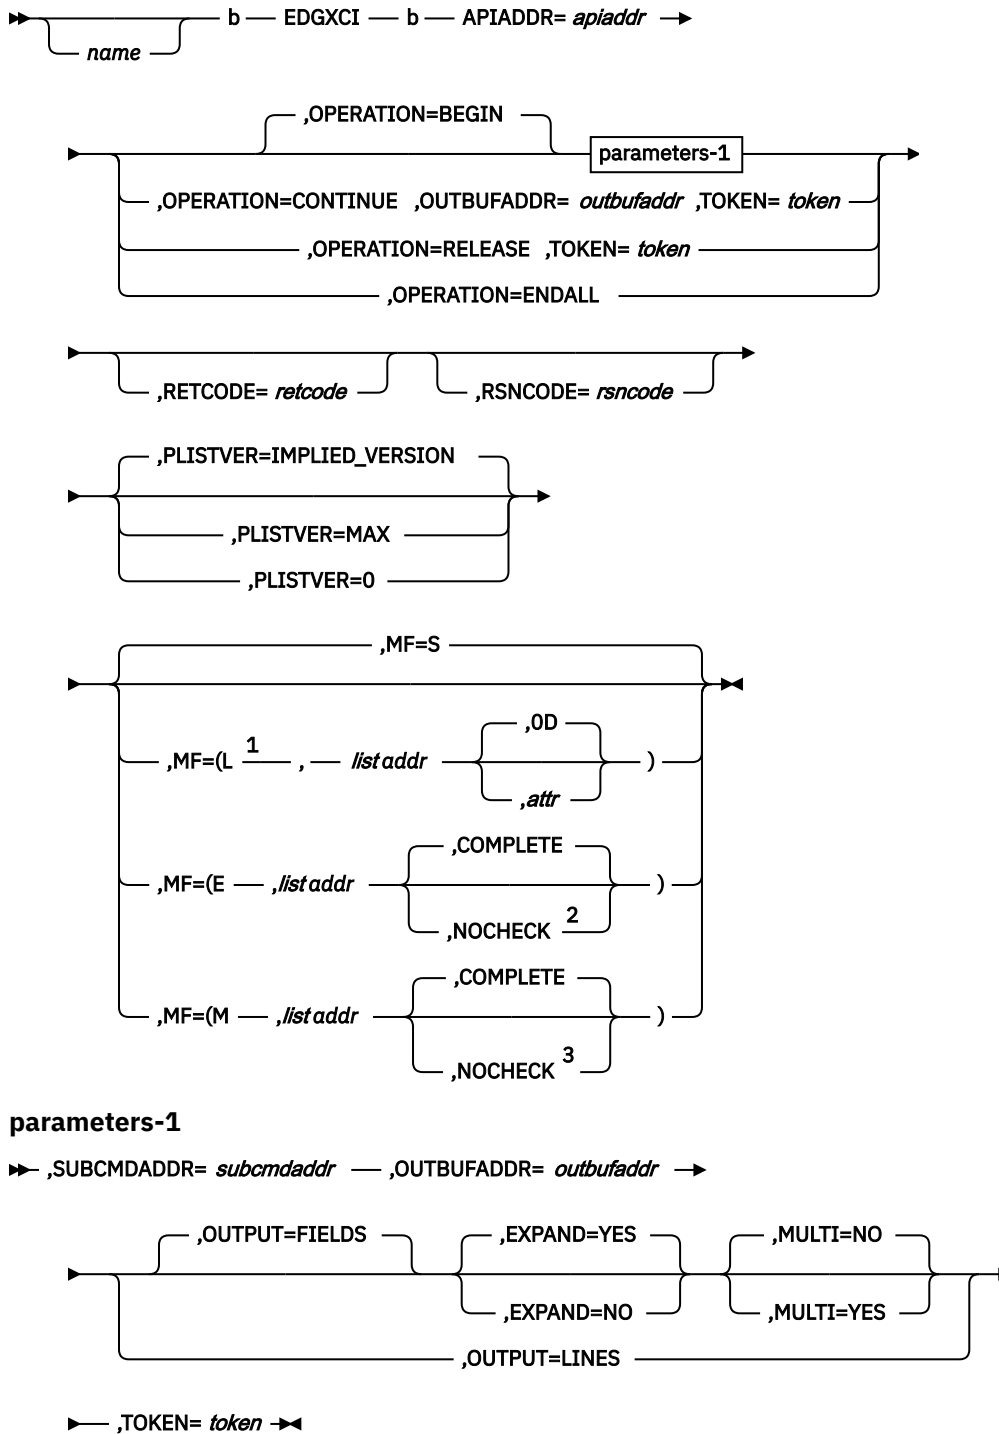 b EDGXCI b APIADDR= apiaddr
name
,OPERATION=BEGIN
parameters-1
,OPERATION=CONTINUE ,OUTBUFADDR= outbufaddr ,TOKEN= token
,OPERATION=RELEASE ,TOKEN= token
,OPERATION=ENDALL
,RETCODE= retcode ,RSNCODE= rsncode
,PLISTVER=IMPLIED_VERSION
,PLISTVER=MAX
,PLISTVER=0
,MF=S
,0D
,MF=(L 1 , list addr )
,attr
,COMPLETE
,MF=(E ,list addr )
,NOCHECK 2
,COMPLETE
,MF=(M ,list addr )
,NOCHECK 3
parameters-1
,SUBCMDADDR= subcmdaddr ,OUTBUFADDR= outbufaddr
,OUTPUT=FIELDS ,EXPAND=YES ,MULTI=NO
,EXPAND=NO ,MULTI=YES
,OUTPUT=LINES
,TOKEN= token